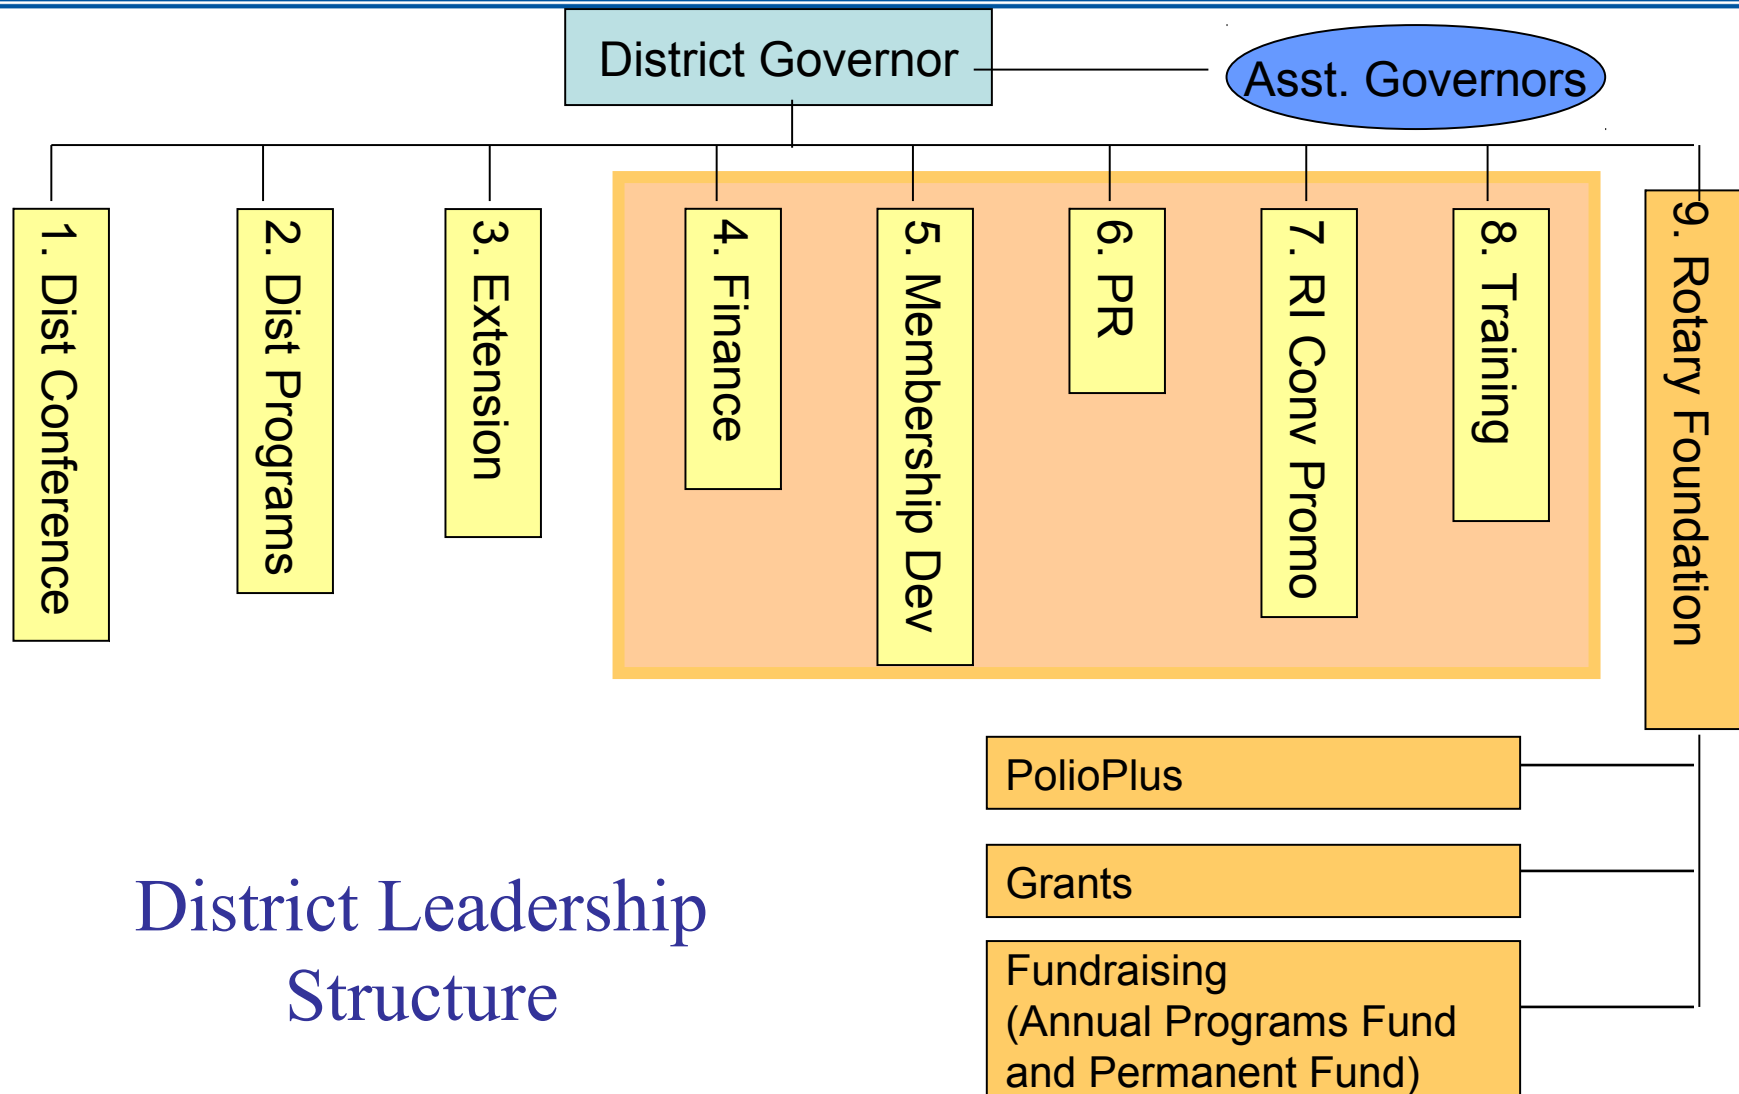 District Governor
Asst. Governors
1. Dist Conference
2. Dist Programs
3. Extension
4. Finance
5. Membership Dev
6. PR
7. RI Conv Promo
8. Training
9. Rotary Foundation
PolioPlus
Grants
Fundraising
(Annual Programs Fund
and Permanent Fund)
District Leadership
Structure